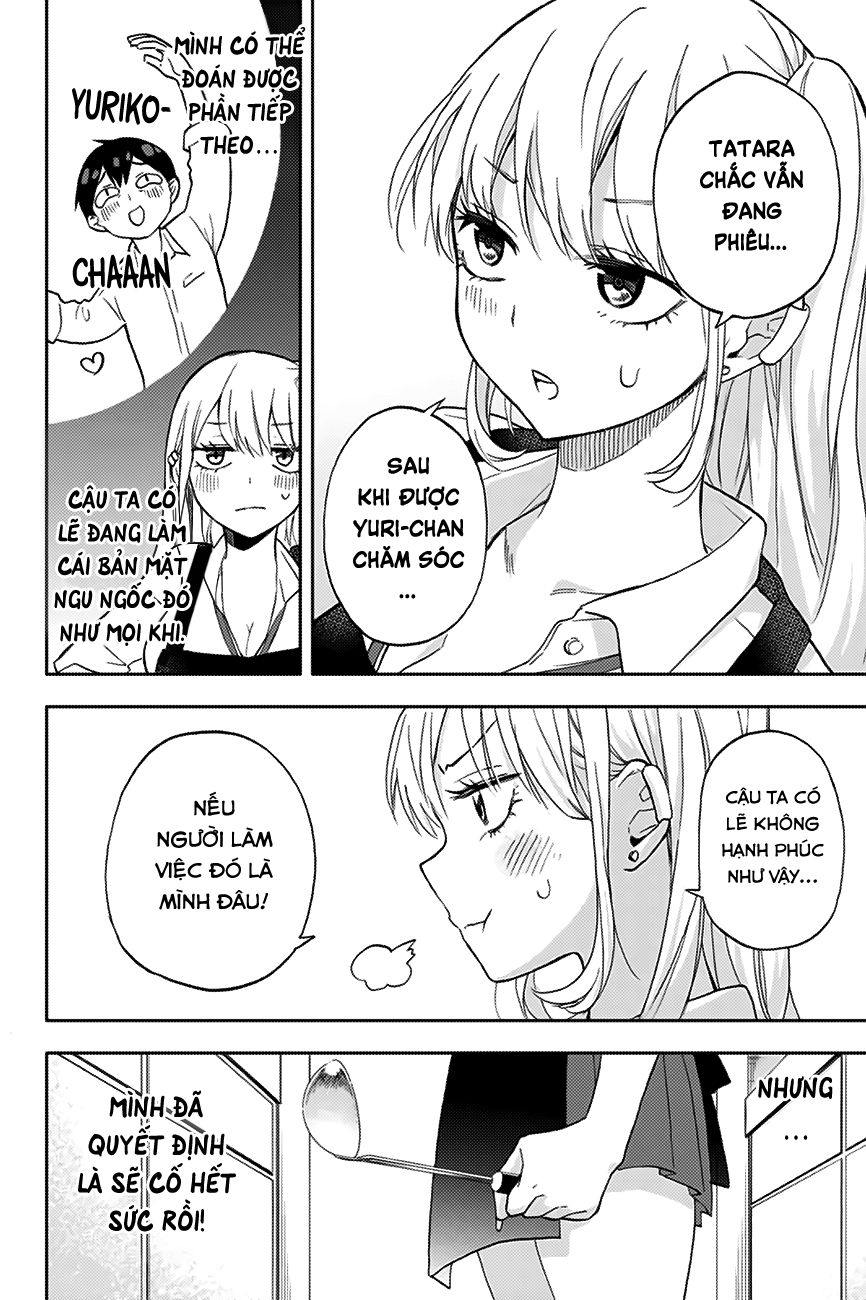 TATARA
CHẮC VẪN
ĐANG
PHIÊU...
SAU
KHI ĐƯỢC
YURI-CHAN
CHĂM SÓC
...
MÌNH CÓ THỂ
ĐOÁN ĐƯỢC
PHẦN TIẾP
THEO...
YURIKO-
CHAAAN
CẬU TA CÓ
LẼ ĐANG LÀM
CÁI BẢN MẶT
NGU NGỐC ĐÓ
NHƯ MỌI KHI.
CẬU TA CÓ
LẼ KHÔNG
HẠNH PHÚC
NHƯ VẬY...
NẾU
NGƯỜI LÀM
VIỆC ĐÓ LÀ
MÌNH ĐÂU!
NHƯNG
...
MÌNH ĐÃ
QUYẾT ĐỊNH
LÀ SẼ CỐ HẾT
SỨC RỒI!